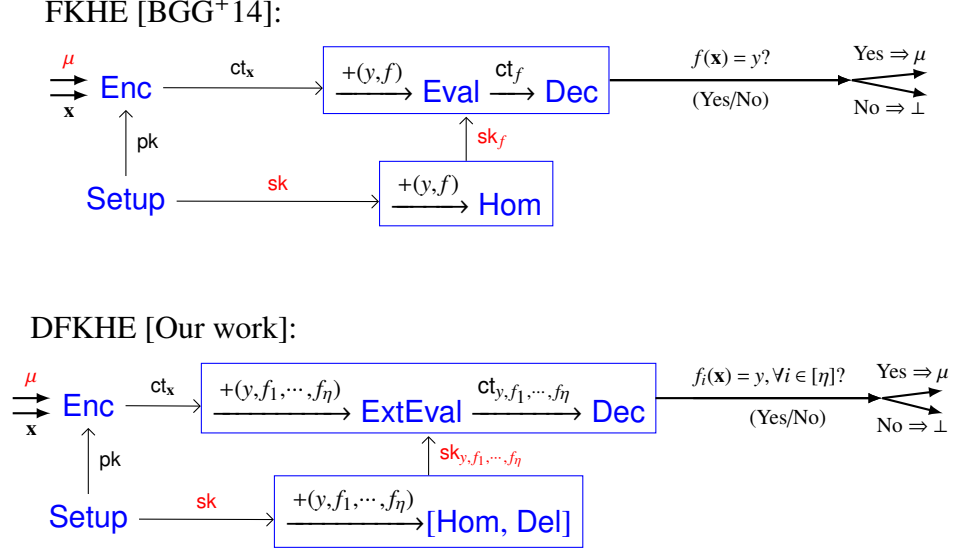 FKHE [BGG+14]:
μ
x
Enc
ct_x
+(y, f)
Eval
ct_f
Dec
f(x) = y?
(Yes/No)
Yes ⇒ μ
No ⇒ ⊥
pk
sk_f
Setup
sk
+(y, f)
Hom
DFKHE [Our work]:
μ
x
Enc
ct_x
+(y, f_1, ⋯, f_η)
ExtEval
ct_{y, f_1, ⋯, f_η}
Dec
f_i(x) = y, ∀i ∈ [η]?
(Yes/No)
Yes ⇒ μ
No ⇒ ⊥
pk
sk_{y, f_1, ⋯, f_η}
Setup
sk
+(y, f_1, ⋯, f_η)
[Hom, Del]